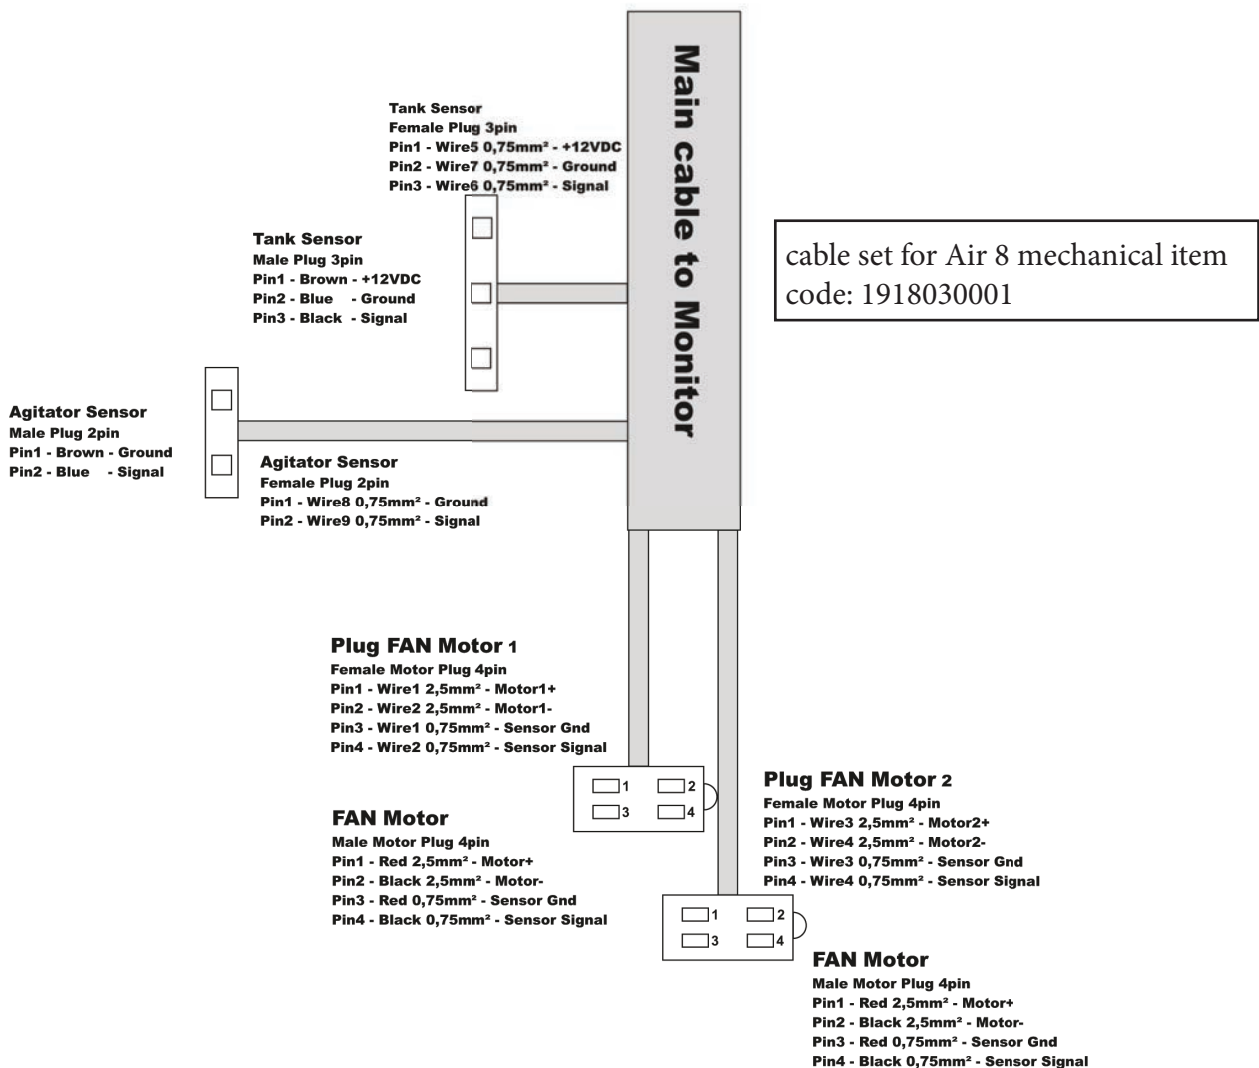 Main cable to Monitor
Tank Sensor
Female Plug 3pin
Pin1 - Wire5 0,75mm² - +12VDC
Pin2 - Wire7 0,75mm² - Ground
Pin3 - Wire6 0,75mm² - Signal
Tank Sensor
Male Plug 3pin
Pin1 - Brown - +12VDC
Pin2 - Blue - Ground
Pin3 - Black - Signal
cable set for Air 8 mechanical item
code: 1918030001
Agitator Sensor
Male Plug 2pin
Pin1 - Brown - Ground
Pin2 - Blue - Signal
Agitator Sensor
Female Plug 2pin
Pin1 - Wire8 0,75mm² - Ground
Pin2 - Wire9 0,75mm² - Signal
Plug FAN Motor 1
Female Motor Plug 4pin
Pin1 - Wire1 2,5mm² - Motor1+
Pin2 - Wire2 2,5mm² - Motor1-
Pin3 - Wire1 0,75mm² - Sensor Gnd
Pin4 - Wire2 0,75mm² - Sensor Signal
1 2
3 4
FAN Motor
Male Motor Plug 4pin
Pin1 - Red 2,5mm² - Motor+
Pin2 - Black 2,5mm² - Motor-
Pin3 - Red 0,75mm² - Sensor Gnd
Pin4 - Black 0,75mm² - Sensor Signal
Plug FAN Motor 2
Female Motor Plug 4pin
Pin1 - Wire3 2,5mm² - Motor2+
Pin2 - Wire4 2,5mm² - Motor2-
Pin3 - Wire3 0,75mm² - Sensor Gnd
Pin4 - Wire4 0,75mm² - Sensor Signal
1 2
3 4
FAN Motor
Male Motor Plug 4pin
Pin1 - Red 2,5mm² - Motor+
Pin2 - Black 2,5mm² - Motor-
Pin3 - Red 0,75mm² - Sensor Gnd
Pin4 - Black 0,75mm² - Sensor Signal